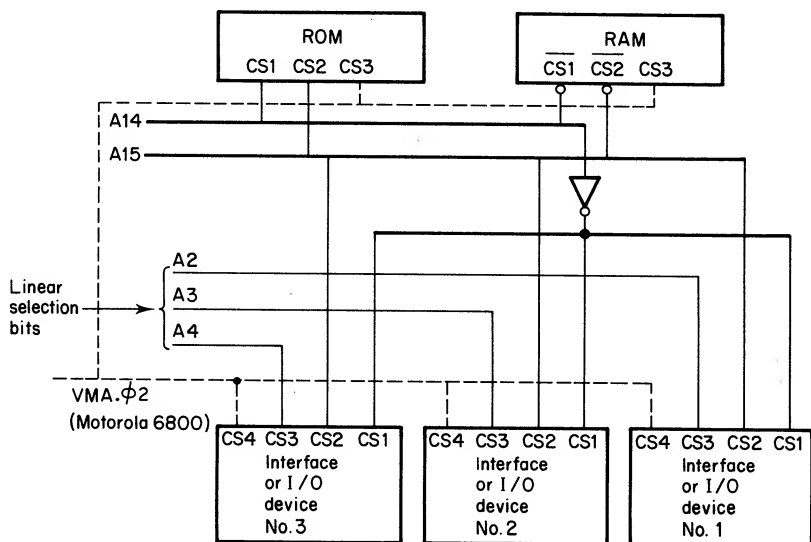 ROM
CS1 CS2 CS3
RAM
CS1 CS2 CS3
A14
A15
A2
A3
A4
Linear
selection
bits
VMA.ϕ2
(Motorola 6800)
CS4 CS3 CS2 CS1
Interface
or I/O
device
No.3
CS4 CS3 CS2 CS1
Interface
or I/O
device
No.2
CS4 CS3 CS2 CS1
Interface
or I/O
device
No. 1